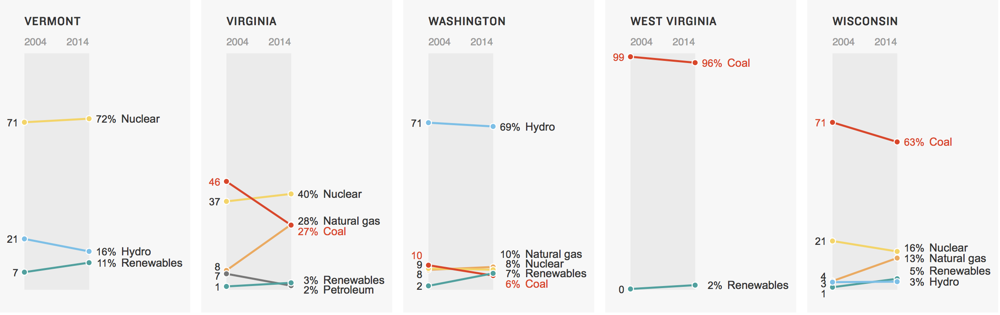 VERMONT
2004 2014
71
72% Nuclear
21
16% Hydro
11% Renewables
7
VIRGINIA
2004 2014
46
40% Nuclear
37
28% Natural gas
27% Coal
8
7
3% Renewables
1
2% Petroleum
WASHINGTON
2004 2014
71
69% Hydro
10
10% Natural gas
9
8% Nuclear
8
7% Renewables
6% Coal
2
WEST VIRGINIA
2004 2014
99
96% Coal
2% Renewables
0
WISCONSIN
2004 2014
71
63% Coal
21
16% Nuclear
13% Natural gas
5% Renewables
4
3% Hydro
3
1